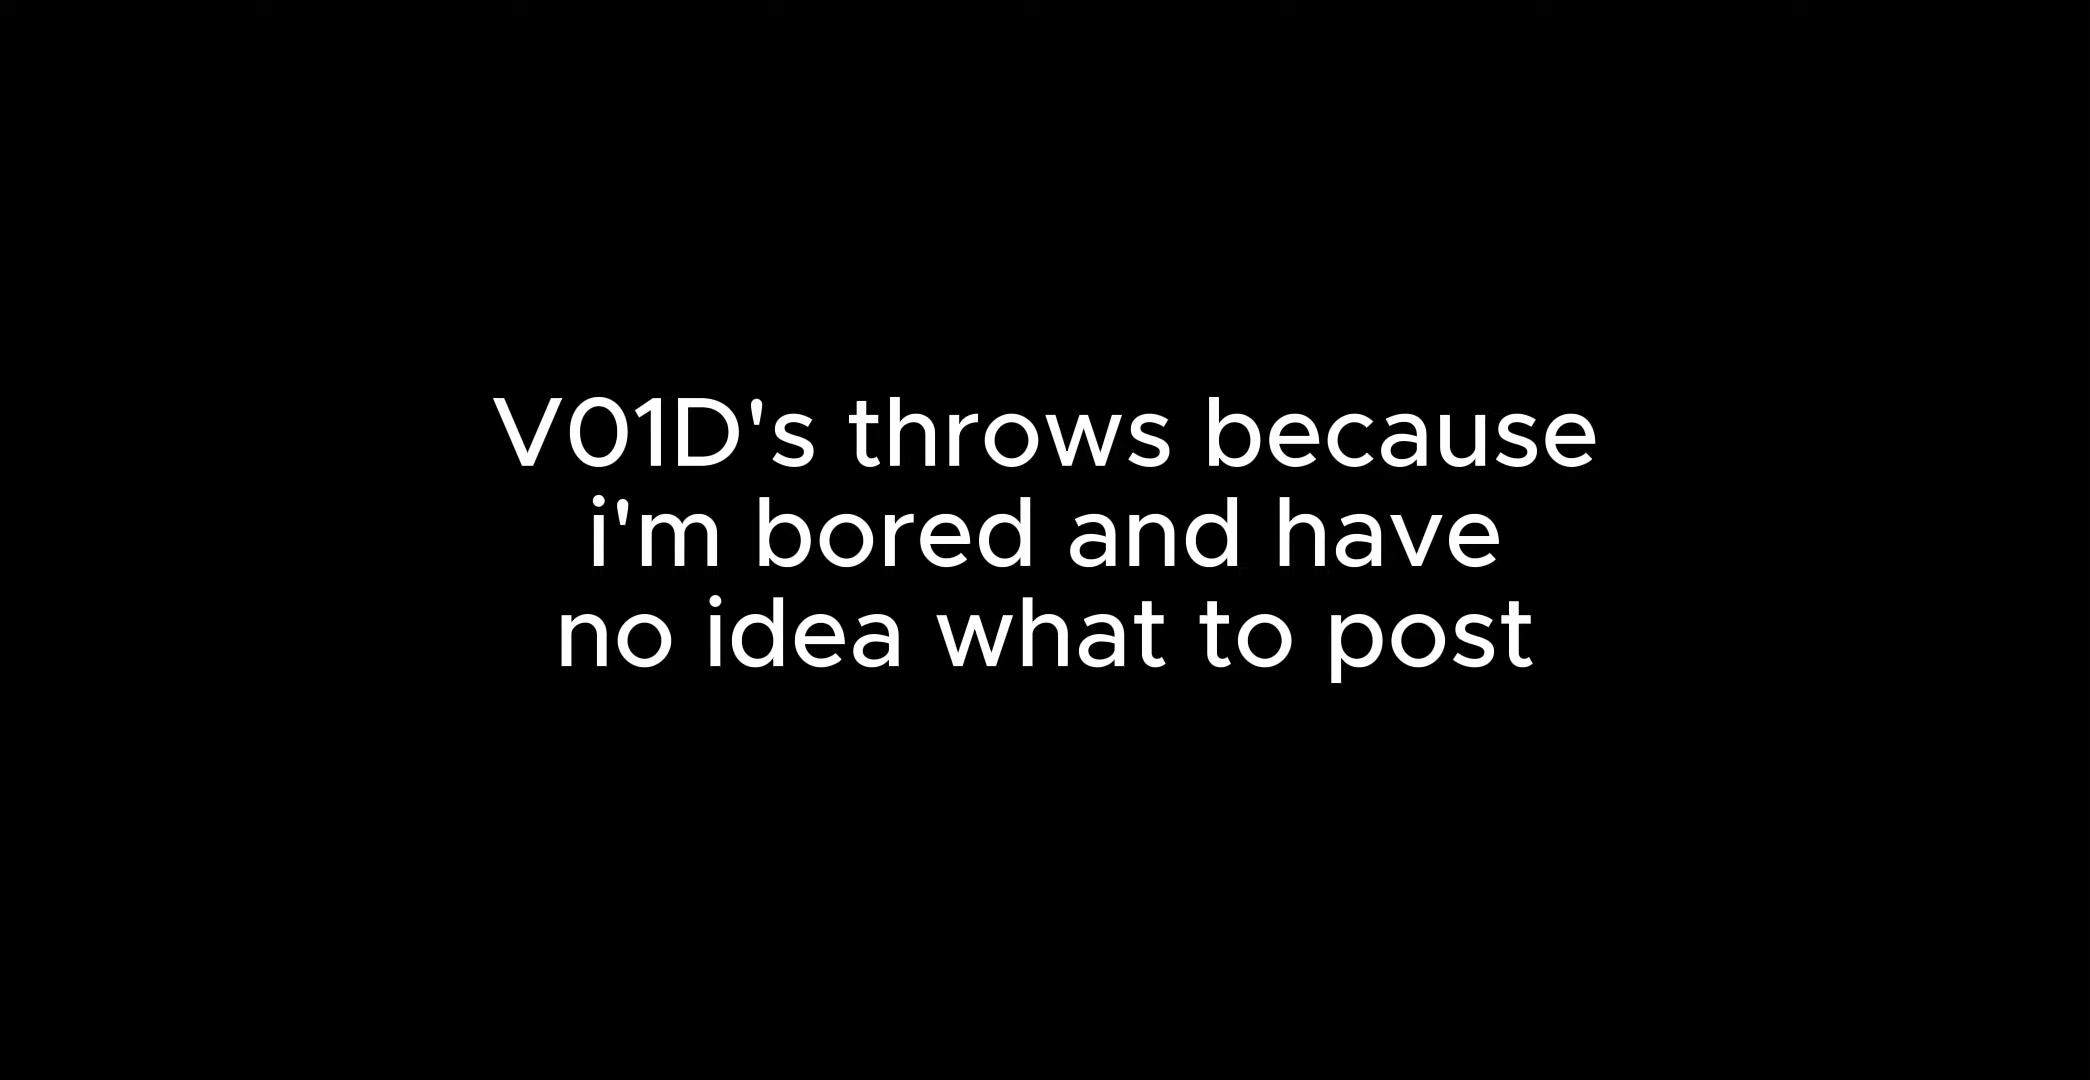 V01D's throws because
i'm bored and have
no idea what to post